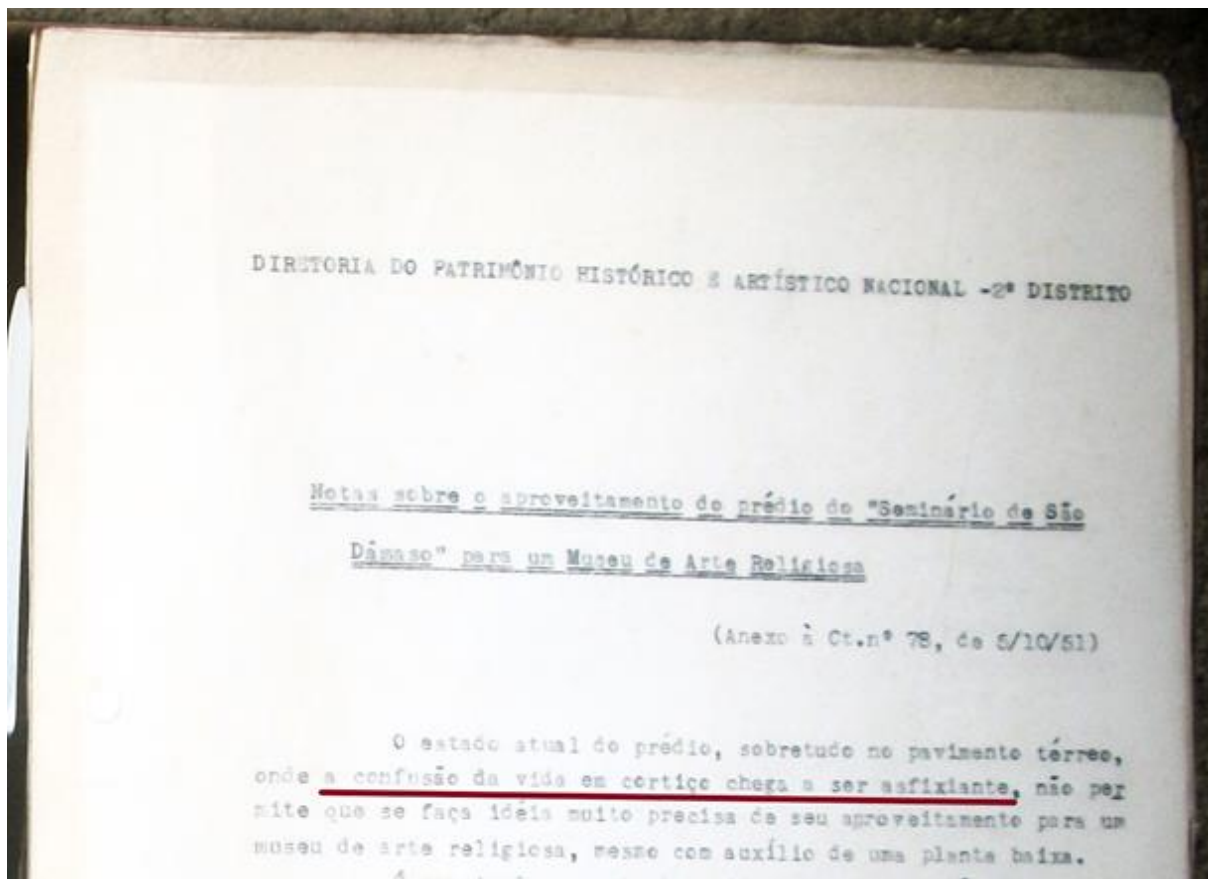 DIRETORIA DO PATRIMÔNIO HISTÓRICO E ARTÍSTICO NACIONAL -2º DISTRITO
Notas sobre o aproveitamento do prédio do "Seminário de São
Dâmaso" para um Museu de Arte Religiosa
(Anexo à Ct.nº 78, de 5/10/51)
O estado atual do prédio, sobretudo no pavimento térreo,
onde a confusão da vida em cortiço chega a ser asfixiante, não per
mite que se faça idéia muito precisa de seu aproveitamento para um
museu de arte religiosa, mesmo com auxílio de uma planta baixa.